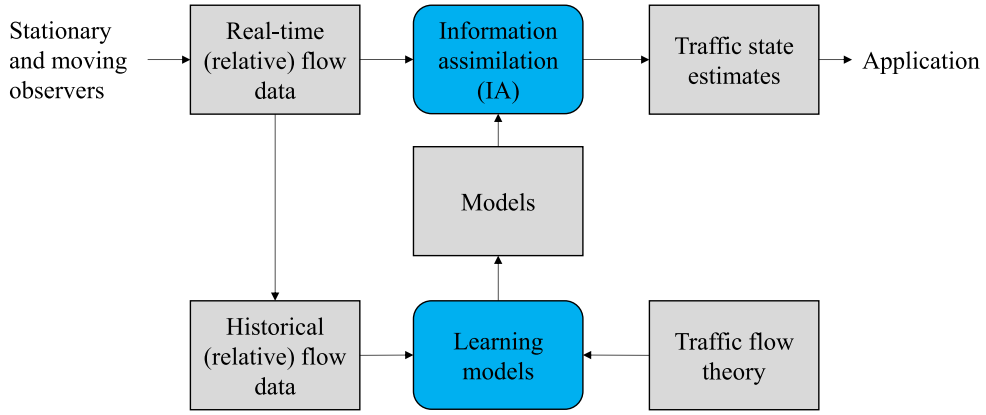 Stationary
and moving
observers
Real-time
(relative) flow
data
Information
assimilation
(IA)
Traffic state
estimates
Application
Models
Historical
(relative) flow
data
Learning
models
Traffic flow
theory